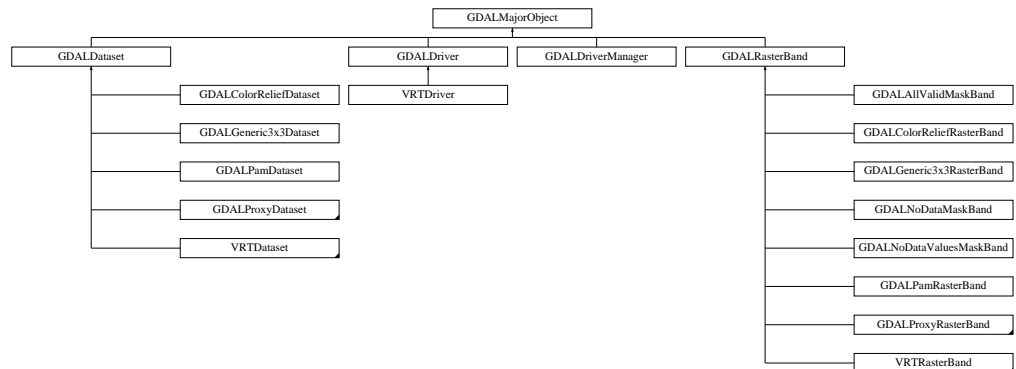 GDALMajorObject
GDALDataset
GDALDriver
GDALDriverManager
GDALRasterBand
GDALColorReliefDataset
VRTDriver
GDALAllValidMaskBand
GDALGeneric3x3Dataset
GDALColorReliefRasterBand
GDALPamDataset
GDALGeneric3x3RasterBand
GDALProxyDataset
GDALNoDataMaskBand
VRTDataset
GDALNoDataValuesMaskBand
GDALPamRasterBand
GDALProxyRasterBand
VRTRasterBand